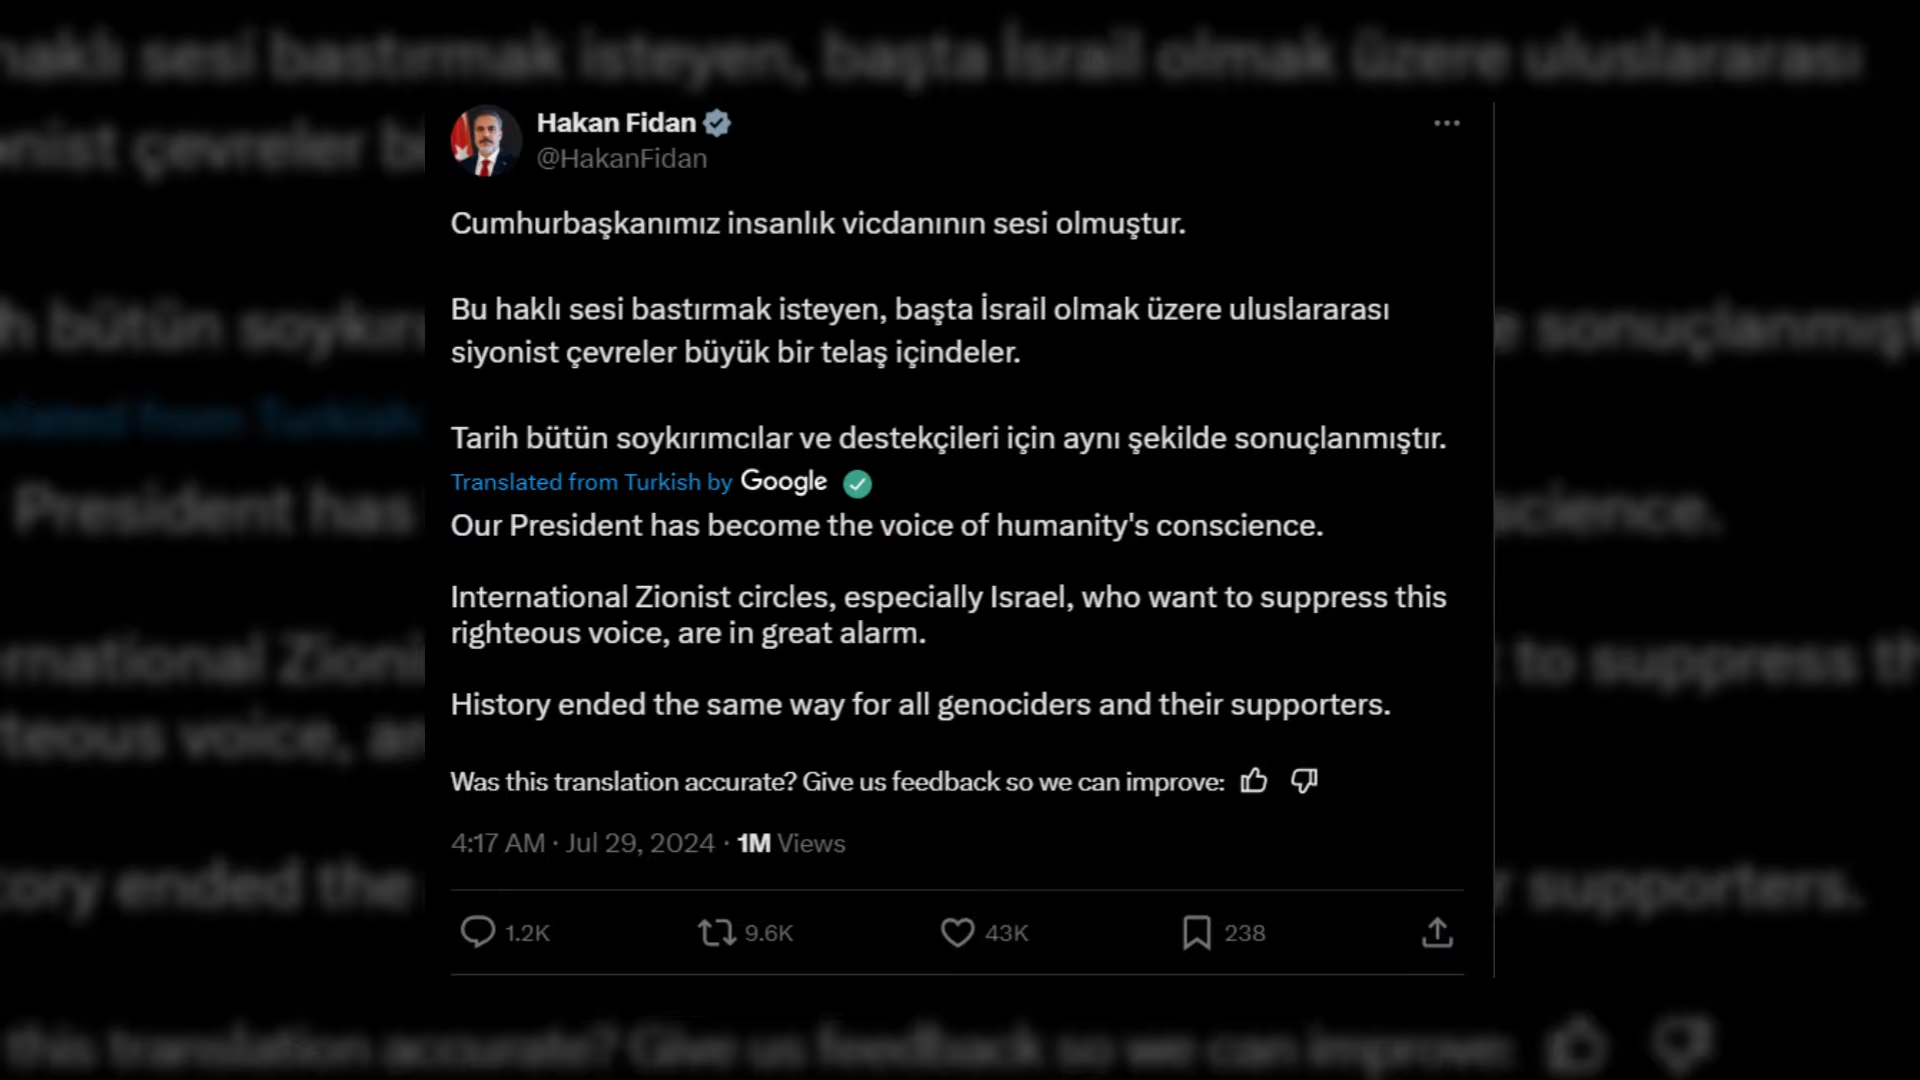 Hakan Fidan
@HakanFidan
Cumhurbaşkanımız insanlık vicdanının sesi olmuştur.
Bu haklı sesi bastırmak isteyen, başta İsrail olmak üzere uluslararası
siyonist çevreler büyük bir telaş içindeler.
Tarih bütün soykırımcılar ve destekçileri için aynı şekilde sonuçlanmıştır.
Translated from Turkish by Google
Our President has become the voice of humanity's conscience.
International Zionist circles, especially Israel, who want to suppress this
righteous voice, are in great alarm.
History ended the same way for all genociders and their supporters.
Was this translation accurate? Give us feedback so we can improve:
4:17 AM · Jul 29, 2024 · 1M Views
1.2K 9.6K 43K 238